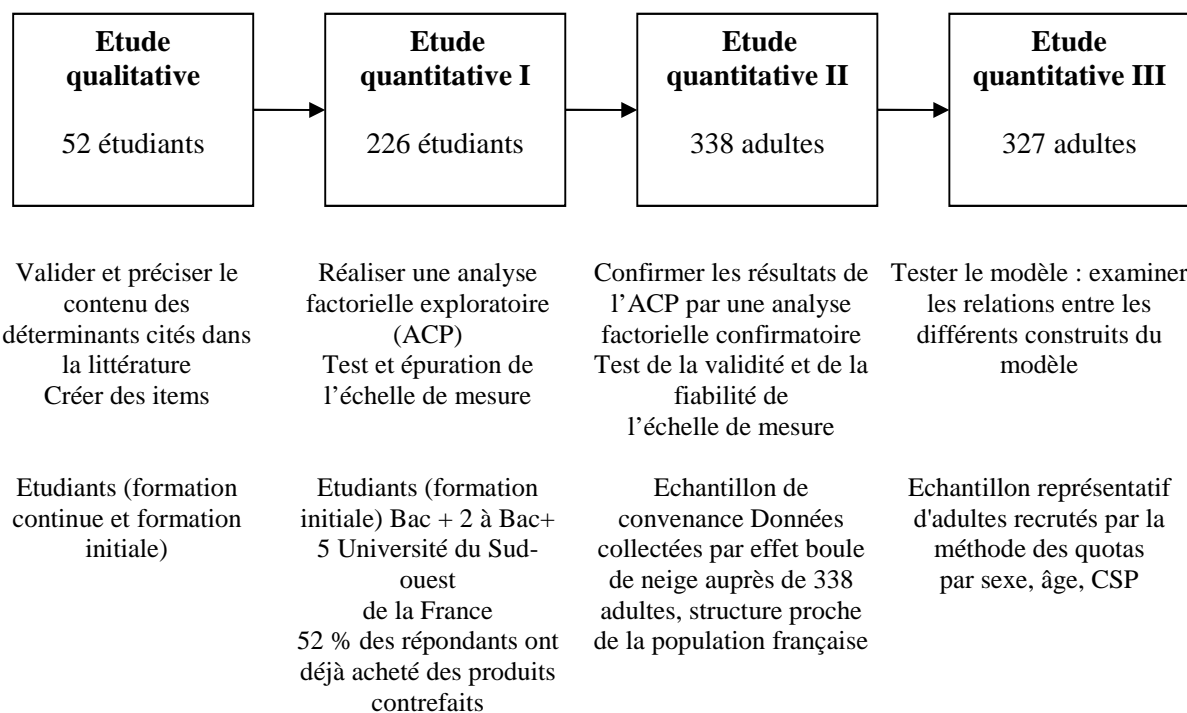 Etude
qualitative
52 étudiants
Etude
quantitative I
226 étudiants
Etude
quantitative II
338 adultes
Etude
quantitative III
327 adultes
Valider et préciser le
contenu des
déterminants cités dans
la littérature
Créer des items
Réaliser une analyse
factorielle exploratoire
(ACP)
Test et épuration de
l’échelle de mesure
Confirmer les résultats de
l’ACP par une analyse
factorielle confirmatoire
Test de la validité et de la
fiabilité de
l’échelle de mesure
Tester le modèle : examiner
les relations entre les
différents construits du
modèle
Etudiants (formation
continue et formation
initiale)
Etudiants (formation
initiale) Bac + 2 à Bac+
5 Université du Sud-
ouest
de la France
52 % des répondants ont
déjà acheté des produits
contrefaits
Echantillon de
convenance Données
collectées par effet boule
de neige auprès de 338
adultes, structure proche
de la population française
Echantillon représentatif
d'adultes recrutés par la
méthode des quotas
par sexe, âge, CSP